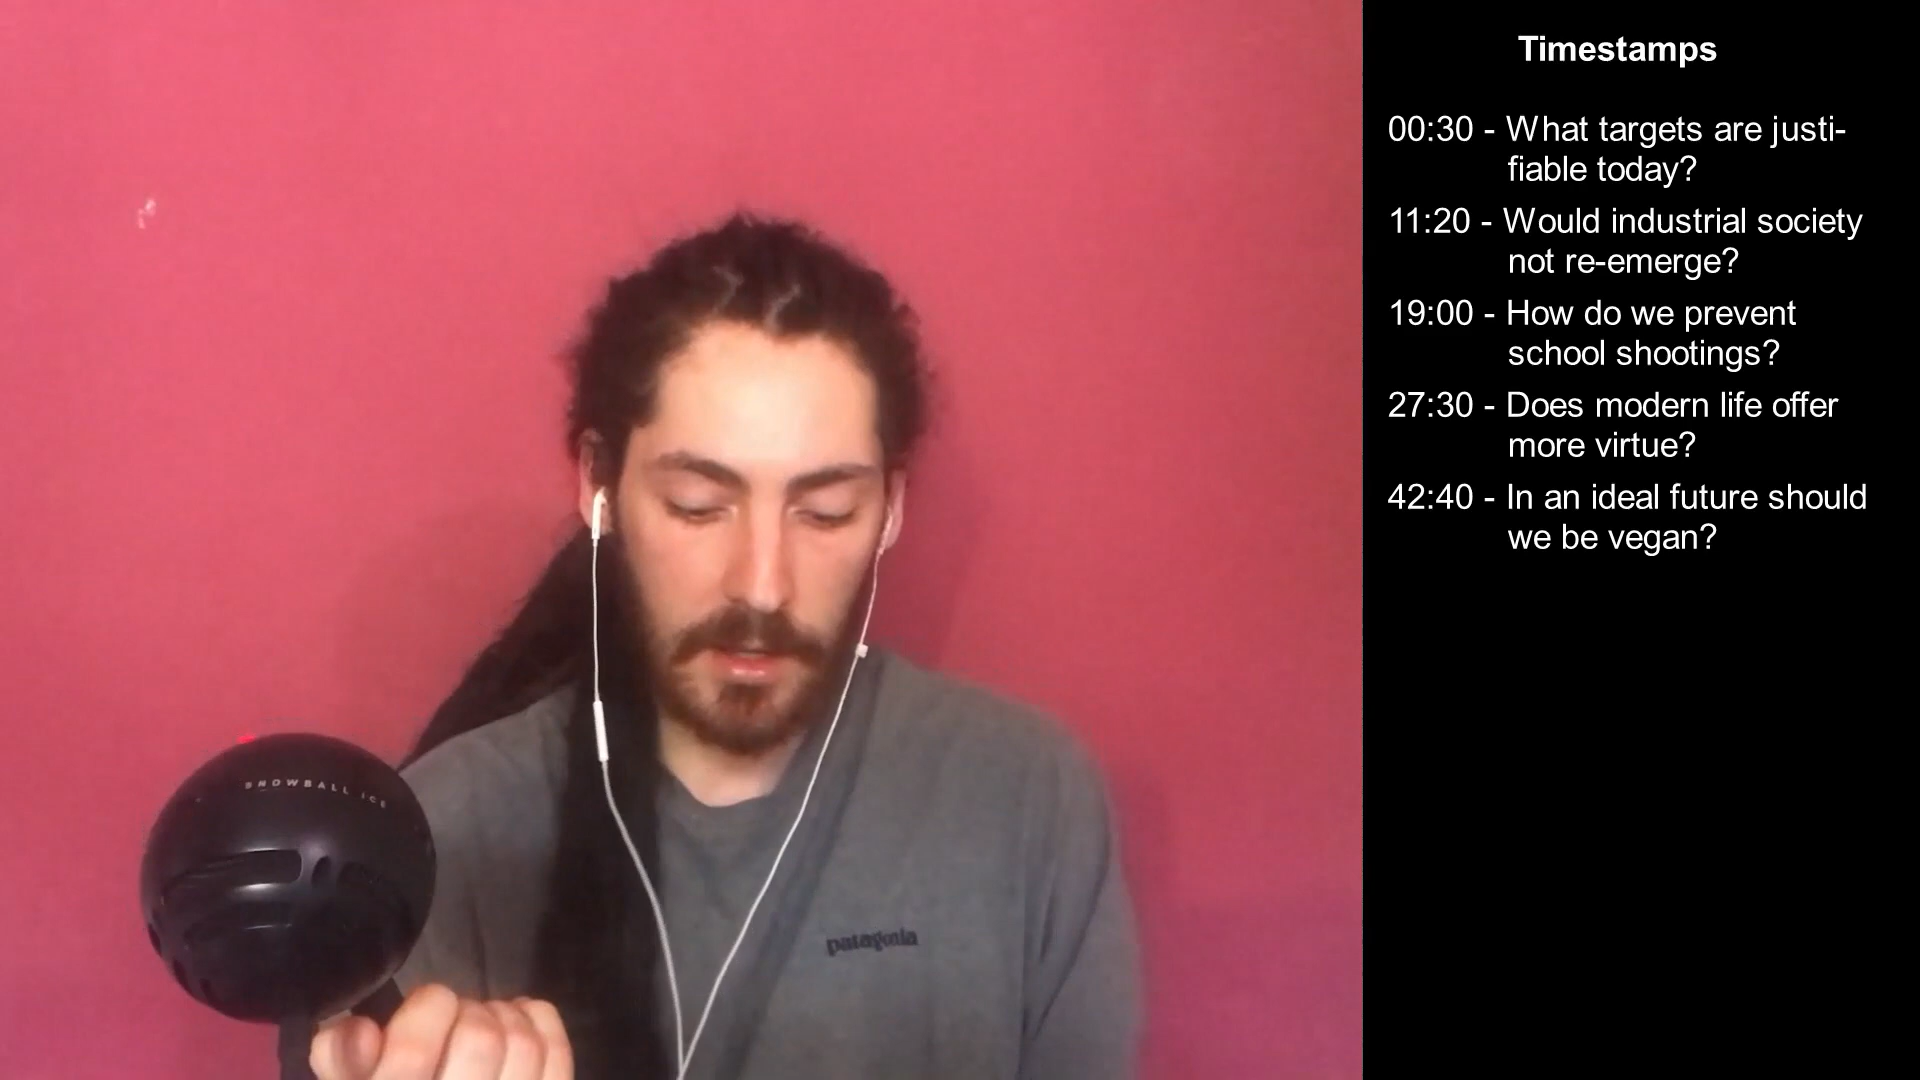 Timestamps
00:30 - What targets are justi-
fiable today?
11:20 - Would industrial society
not re-emerge?
19:00 - How do we prevent
school shootings?
27:30 - Does modern life offer
more virtue?
42:40 - In an ideal future should
we be vegan?
SNOWBALL ICE
patagonia